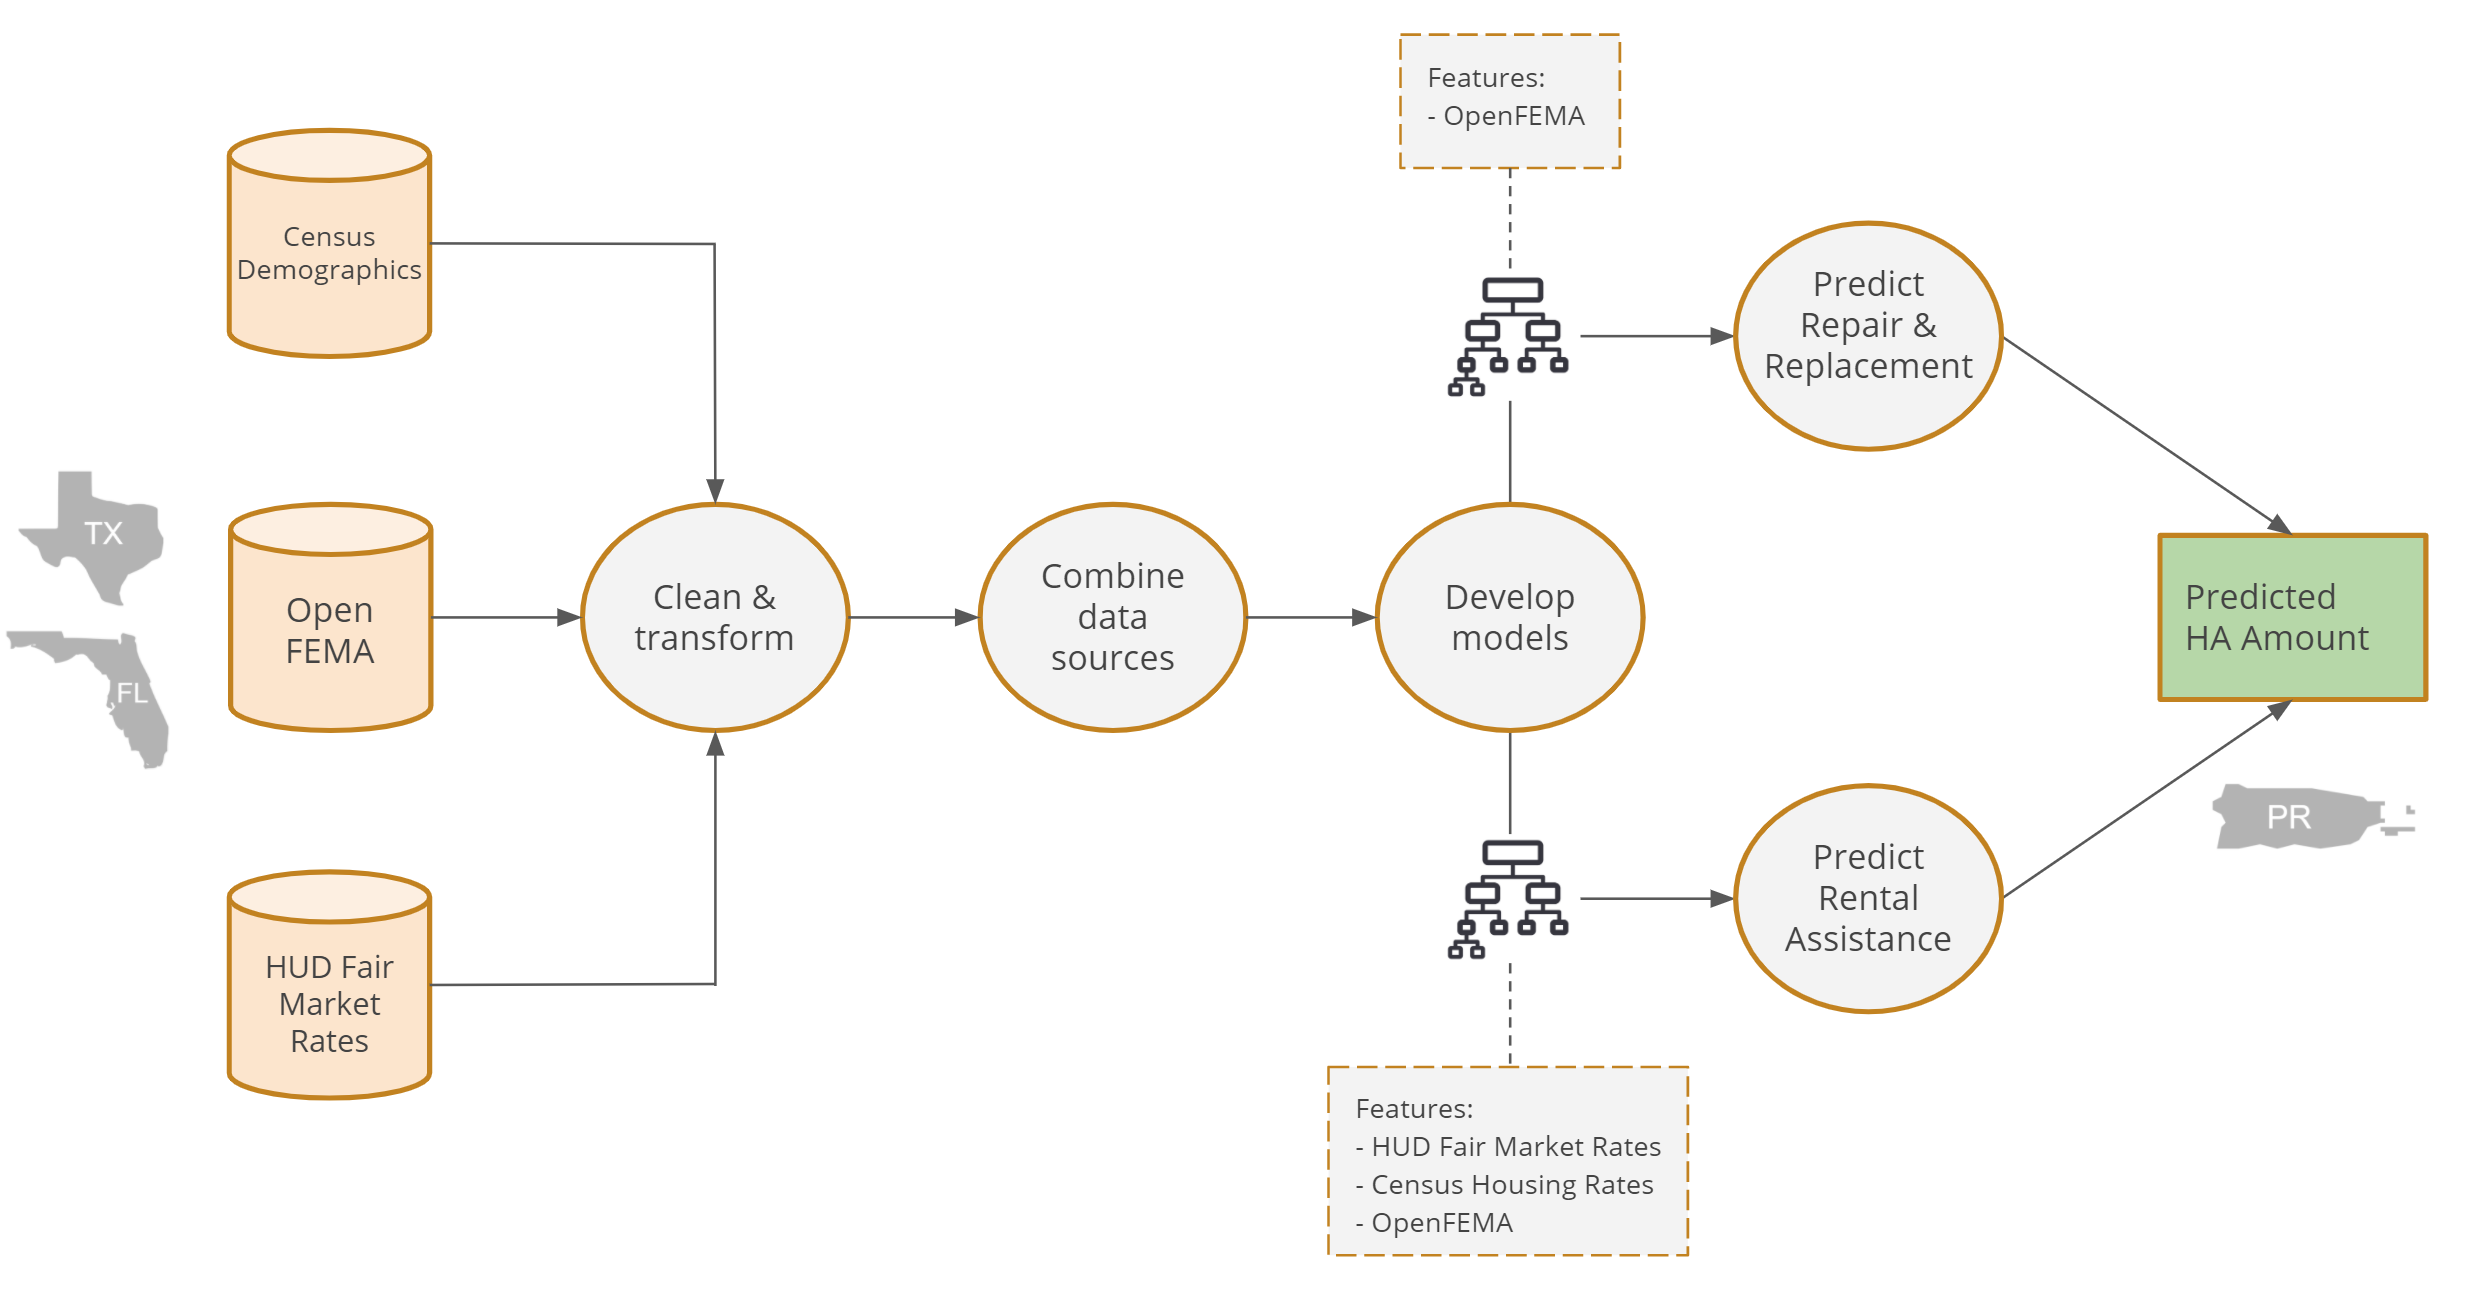 Features:
- OpenFEMA
Census
Demographics
Predict
Repair &
Replacement
TX
Open
FEMA
FL
Clean &
transform
Combine
data
sources
Develop
models
Predicted
HA Amount
PR
HUD Fair
Market
Rates
Predict
Rental
Assistance
Features:
- HUD Fair Market Rates
- Census Housing Rates
- OpenFEMA